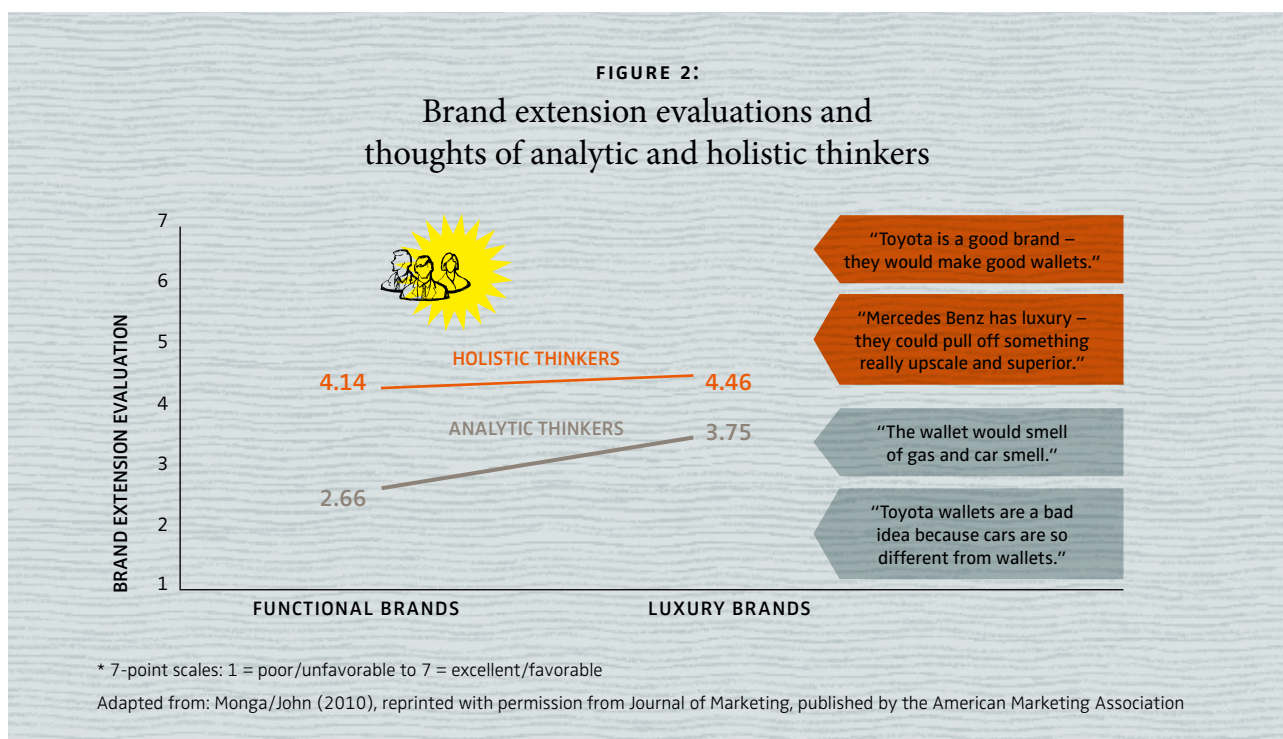 FIGURE 2:
Brand extension evaluations and
thoughts of analytic and holistic thinkers
BRAND EXTENSION EVALUATION
7
6
5
4
3
2
1
HOLISTIC THINKERS
4.14
4.46
ANALYTIC THINKERS
3.75
2.66
FUNCTIONAL BRANDS
LUXURY BRANDS
“Toyota is a good brand –
they would make good wallets.”
“Mercedes Benz has luxury –
they could pull off something
really upscale and superior.”
“The wallet would smell
of gas and car smell.”
“Toyota wallets are a bad
idea because cars are so
different from wallets.”
* 7-point scales: 1 = poor/unfavorable to 7 = excellent/favorable
Adapted from: Monga/John (2010), reprinted with permission from Journal of Marketing, published by the American Marketing Association